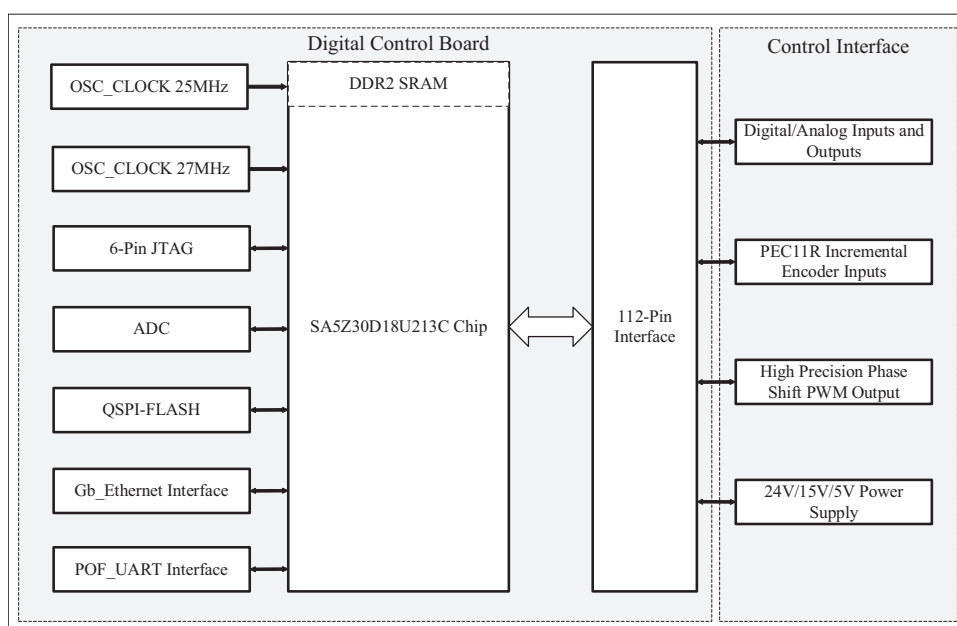 Digital Control Board
Control Interface
OSC_CLOCK 25MHz
DDR2 SRAM
OSC_CLOCK 27MHz
6-Pin JTAG
ADC
QSPI-FLASH
Gb_Ethernet Interface
POF_UART Interface
SA5Z30D18U213C Chip
112-Pin
Interface
Digital/Analog Inputs and
Outputs
PEC11R Incremental
Encoder Inputs
High Precision Phase
Shift PWM Output
24V/15V/5V Power
Supply